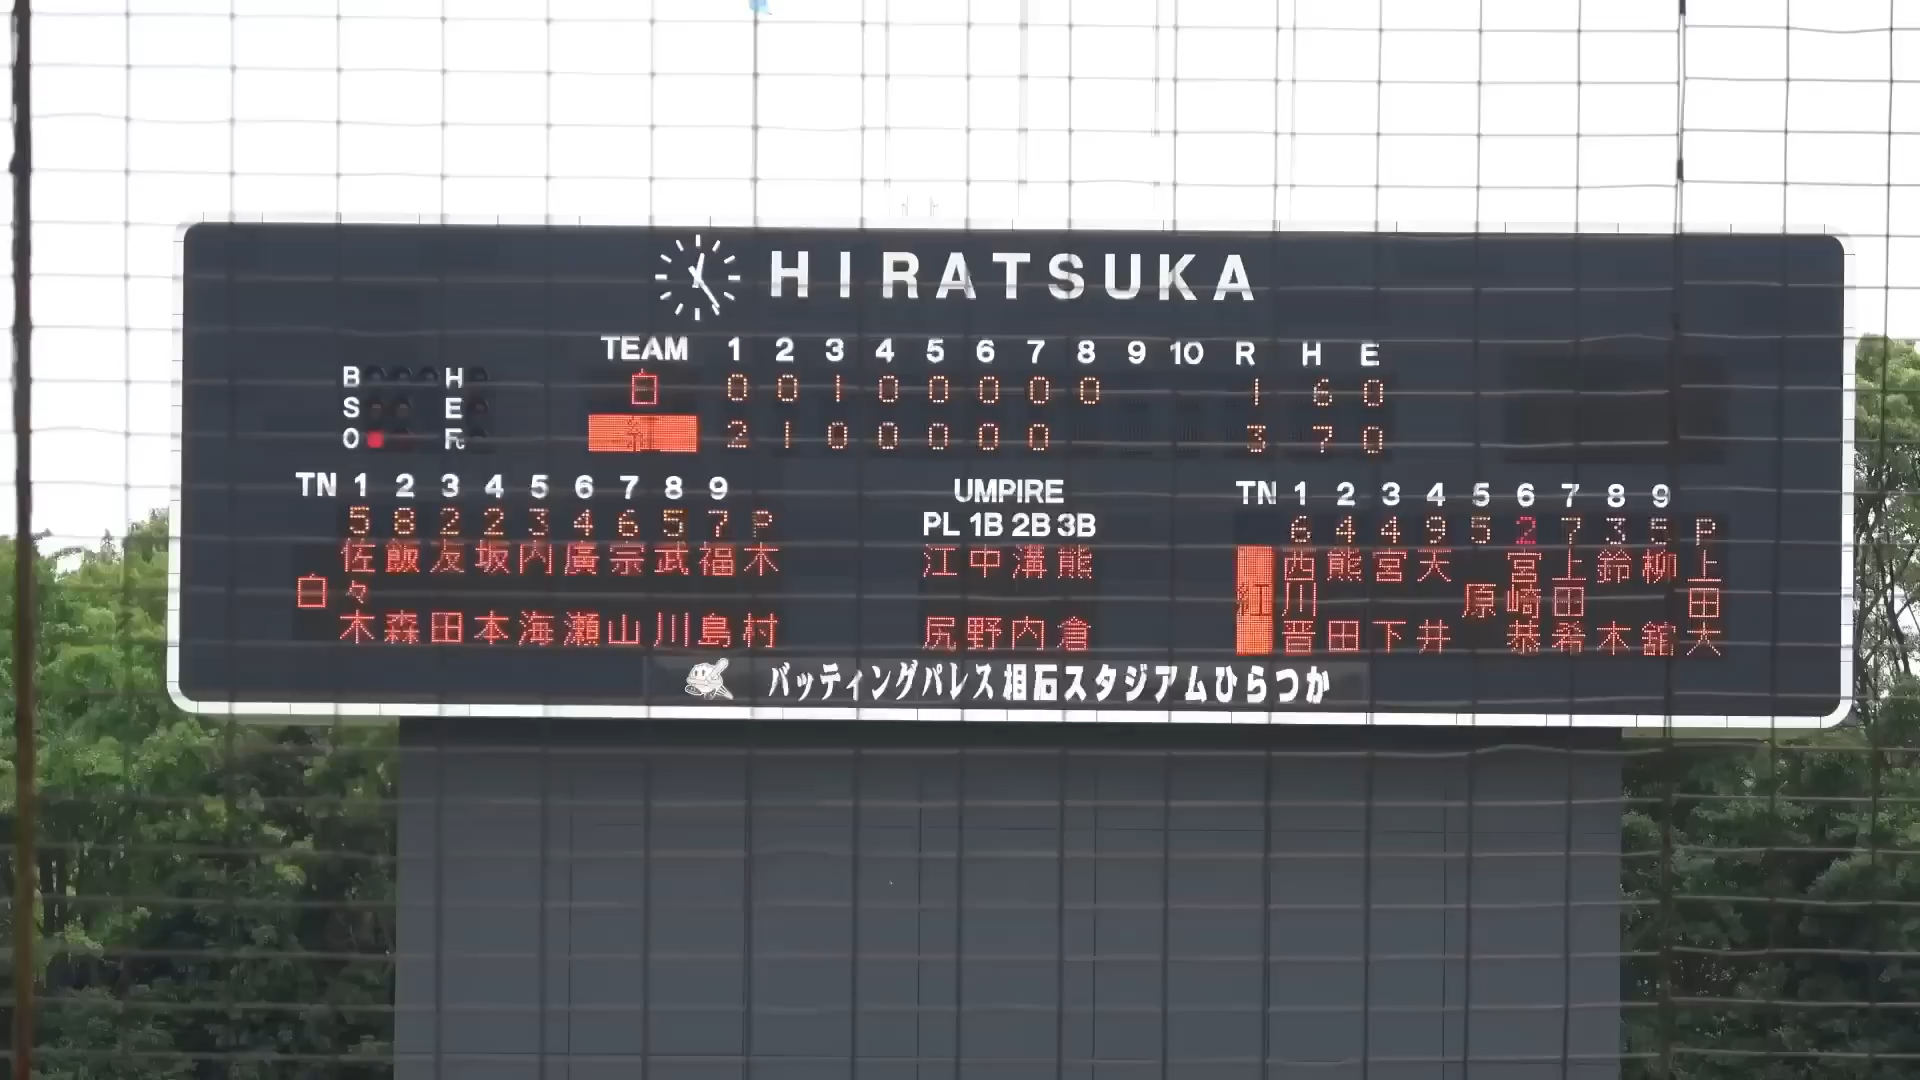 HIRATSUKA
TEAM 1 2 3 4 5 6 7 8 9 10 R H E
B H
白 0 0 1 0 0 0 0 0 1 6 0
S E
紅 2 1 0 0 0 0 0 3 7 0
O Fc
TN 1 2 3 4 5 6 7 8 9
5 8 2 2 3 4 6 5 7 P
白
佐々木 飯森 友田 坂本 内海 廣瀬 宗山 武川 福島 木村
UMPIRE
PL 1B 2B 3B
江尻 中野 溝内 熊倉
TN 1 2 3 4 5 6 7 8 9
6 4 4 9 5 2 7 3 5 P
紅
西川晋 熊田 宮下 天井 原 宮崎恭 上田希 鈴本 柳舘 上田大
バッティングパレス相石スタジアムひらつか